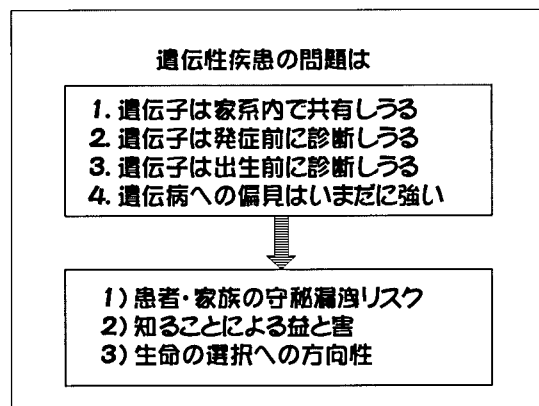 遺伝性疾患の問題は
1. 遺伝子は家系内で共有しうる
2. 遺伝子は発症前に診断しうる
3. 遺伝子は出生前に診断しうる
4. 遺伝病への偏見はいまだに強い
1) 患者・家族の守秘漏洩リスク
2) 知ることによる益と害
3) 生命の選択への方向性